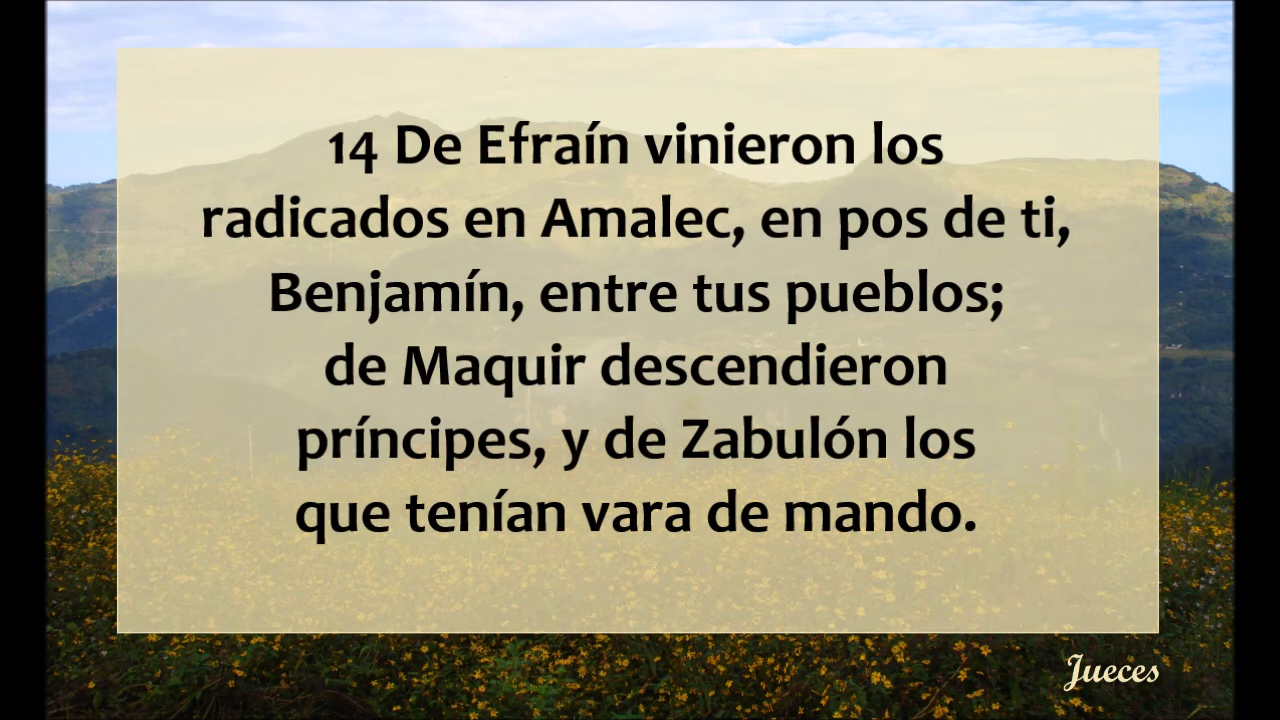 14 De Efraín vinieron los
radicados en Amalec, en pos de ti,
Benjamín, entre tus pueblos;
de Maquir descendieron
príncipes, y de Zabulón los
que tenían vara de mando.
Jueces